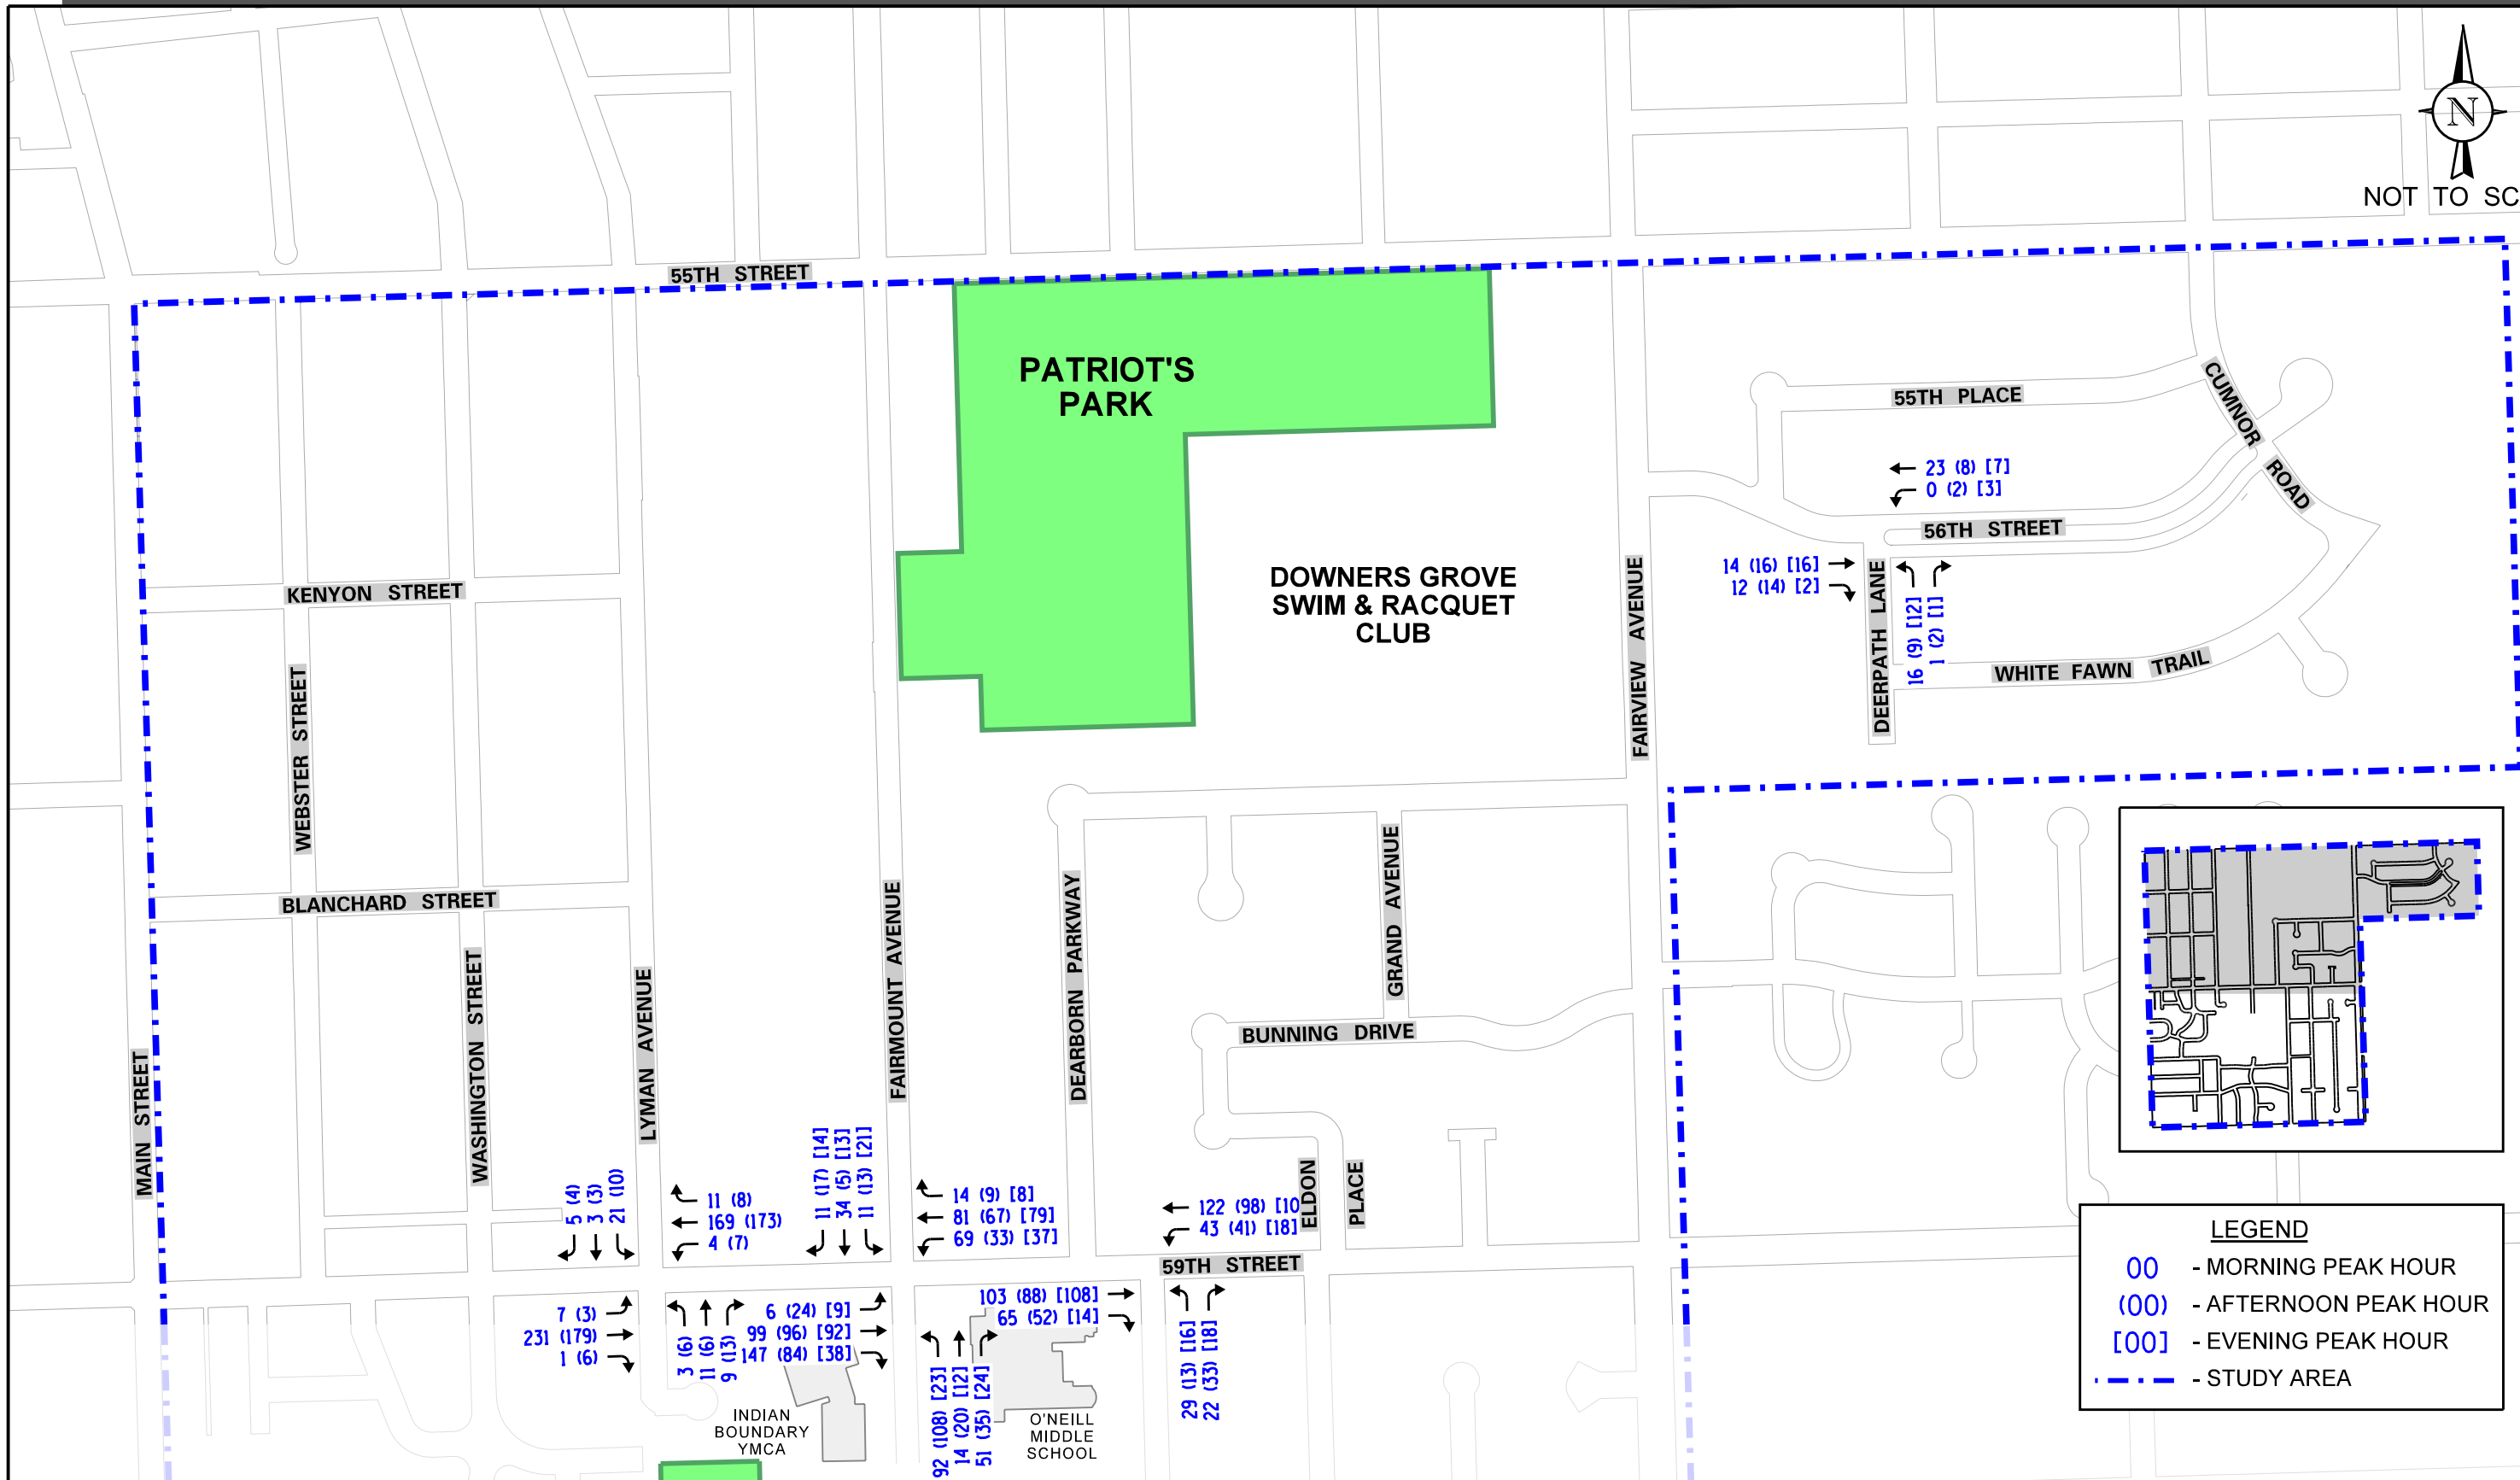 N
NOT TO SC
55TH STREET
PATRIOT'S
PARK
55TH PLACE
CUMNOR
ROAD
23 (8) [7]
0 (2) [3]
56TH STREET
14 (16) [16]
12 (14) [2]
DEERPATH LANE
16 (9) [12]
1 (2) [1]
WHITE FAWN TRAIL
KENYON STREET
DOWNERS GROVE
SWIM & RACQUET
CLUB
FAIRVIEW AVENUE
WEBSTER STREET
BLANCHARD STREET
WASHINGTON STREET
LYMAN AVENUE
FAIRMOUNT AVENUE
DEARBORN PARKWAY
GRAND AVENUE
BUNNING DRIVE
MAIN STREET
ELDON
PLACE
5 (4)
3 (3)
21 (10)
11 (8)
169 (173)
4 (7)
11 (17) [14]
34 (5) [13]
11 (13) [21]
14 (9) [8]
81 (67) [79]
69 (33) [37]
122 (98) [10
43 (41) [18]
59TH STREET
7 (3)
231 (179)
1 (6)
3 (6)
11 (6)
9 (13)
6 (24) [9]
99 (96) [92]
147 (84) [38]
92 (108) [23]
14 (20) [12]
51 (35) [24]
103 (88) [108]
65 (52) [14]
29 (13) [16]
22 (33) [18]
INDIAN
BOUNDARY
YMCA
O'NEILL
MIDDLE
SCHOOL
LEGEND
00 - MORNING PEAK HOUR
(00) - AFTERNOON PEAK HOUR
[00] - EVENING PEAK HOUR
- STUDY AREA